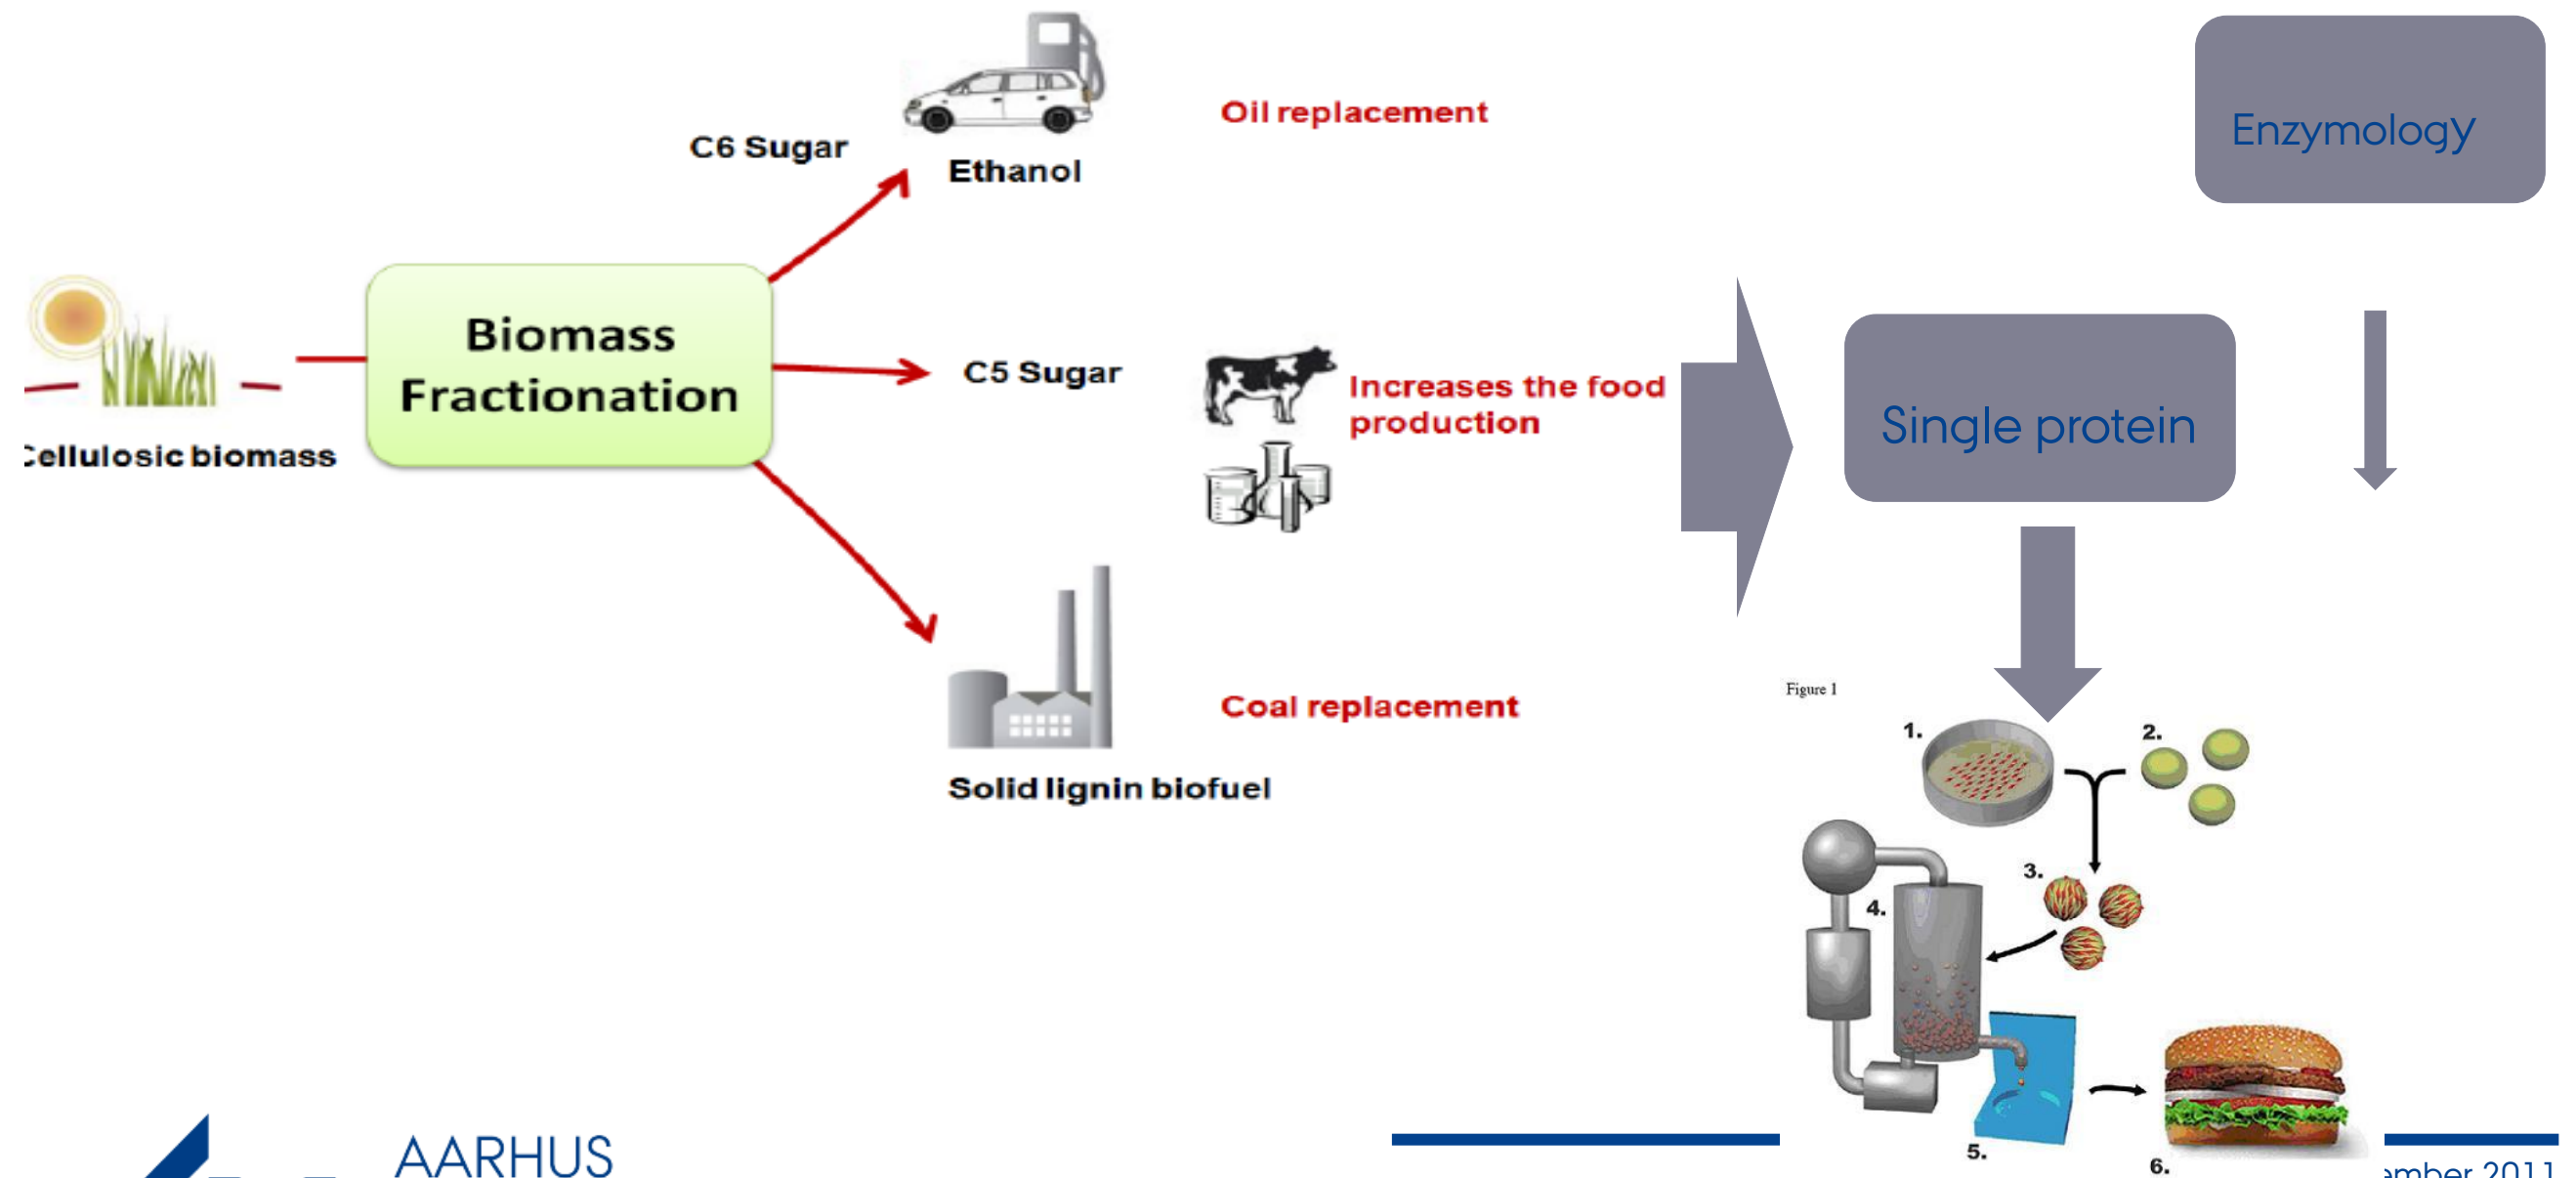 C6 Sugar
Ethanol
Oil replacement
Enzymology
Biomass
Fractionation
C5 Sugar
Increases the food
production
Single protein
biomass
Coal replacement
Solid lignin biofuel
Figure 1
1.
2.
3.
4.
5.
6.
AARHUS
2011